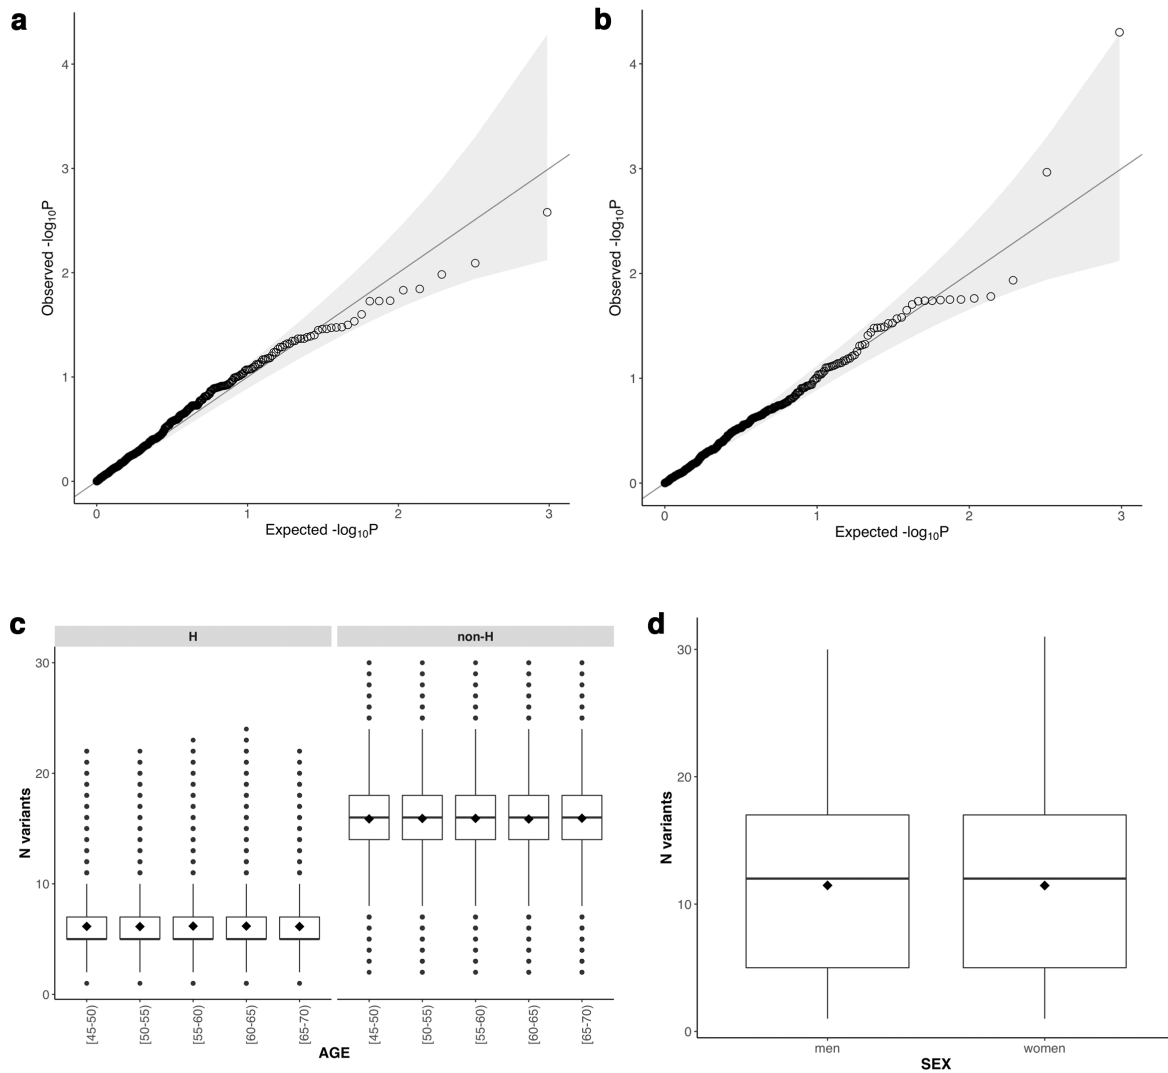 a
4
3
2
1
0
Observed -log₁₀P
0 1 2 3
Expected -log₁₀P
b
4
3
2
1
0
Observed -log₁₀P
0 1 2 3
Expected -log₁₀P
c
H non-H
30
20
10
0
N variants
[45-50) [50-55) [55-60) [60-65) [65-70) [45-50) [50-55) [55-60) [60-65) [65-70)
AGE
d
30
20
10
0
N variants
men women
SEX